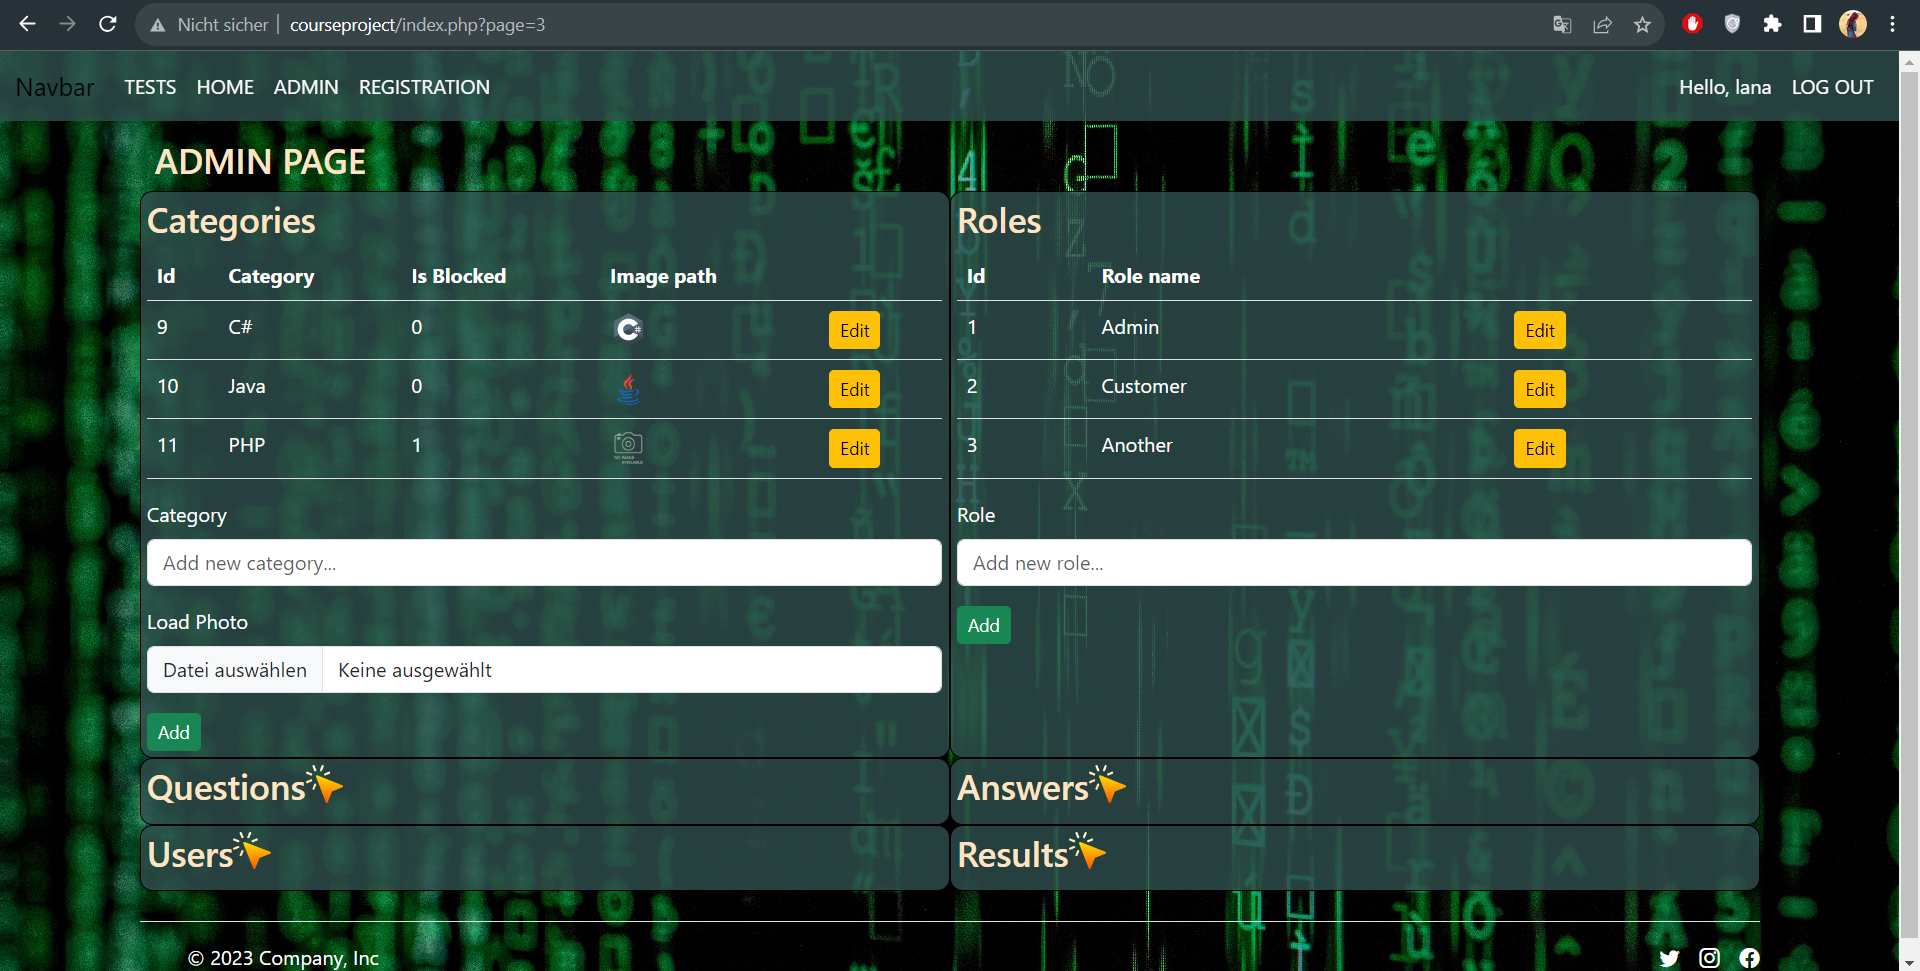 Nicht sicher courseproject/index.php?page=3
Navbar TESTS HOME ADMIN REGISTRATION Hello, lana LOG OUT
ADMIN PAGE
Categories
Id Category Is Blocked Image path
9 C# 0 Edit
10 Java 0 Edit
11 PHP 1 Edit
Category
Add new category...
Load Photo
Datei auswählen Keine ausgewählt
Add
Roles
Id Role name
1 Admin Edit
2 Customer Edit
3 Another Edit
Role
Add new role...
Add
Questions
Answers
Users
Results
© 2023 Company, Inc